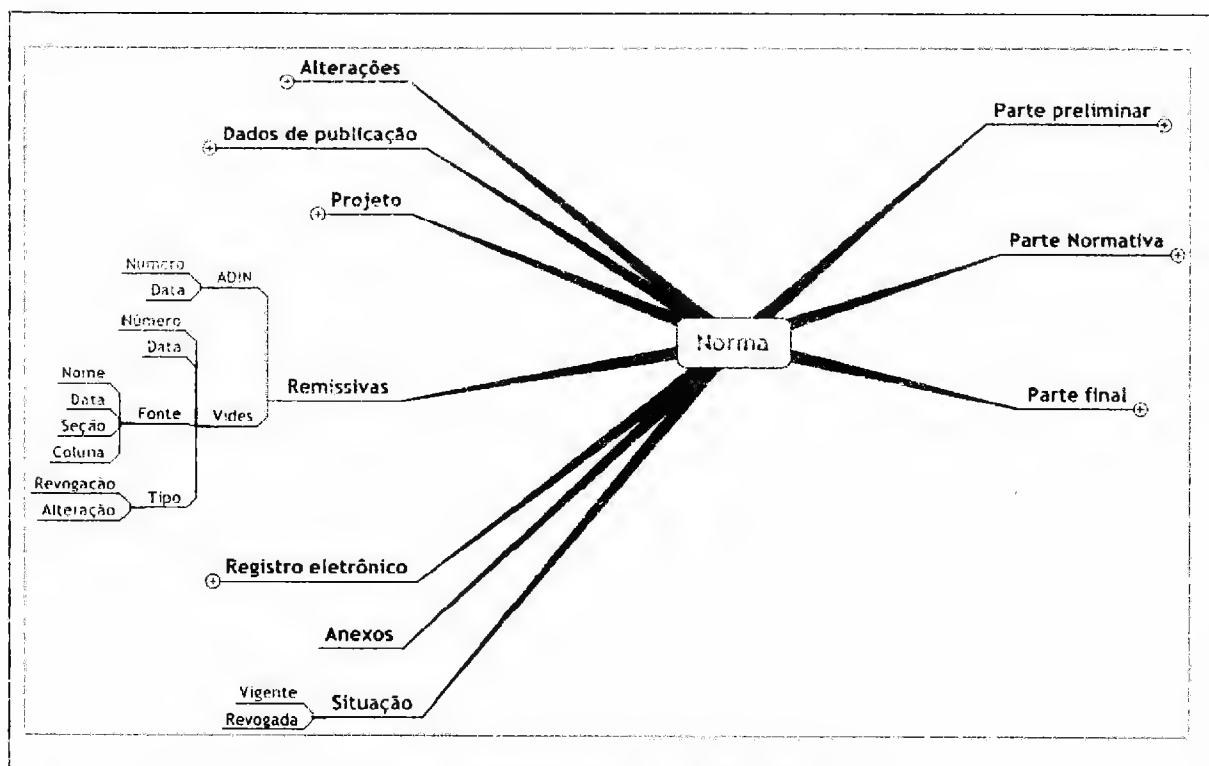 Alterações
Dados de publicação
Projeto
Número
Data
ADIN
Número
Data
Nome
Data
Seção
Coluna
Fonte
Vides
Revogação
Alteração
Tipo
Remissivas
Registro eletrônico
Anexos
Vigente
Revogada
Situação
Norma
Parte preliminar
Parte Normativa
Parte final